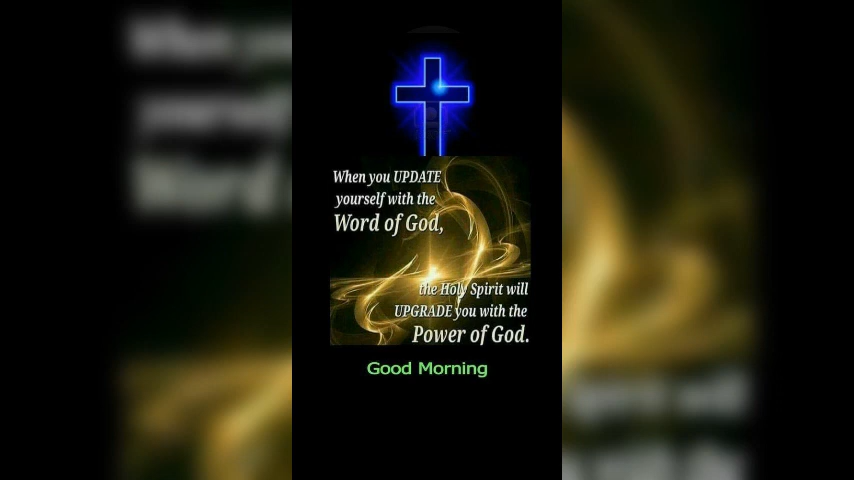 When you UPDATE
yourself with the
Word of God,
the Holy Spirit will
UPGRADE you with the
Power of God.
Good Morning